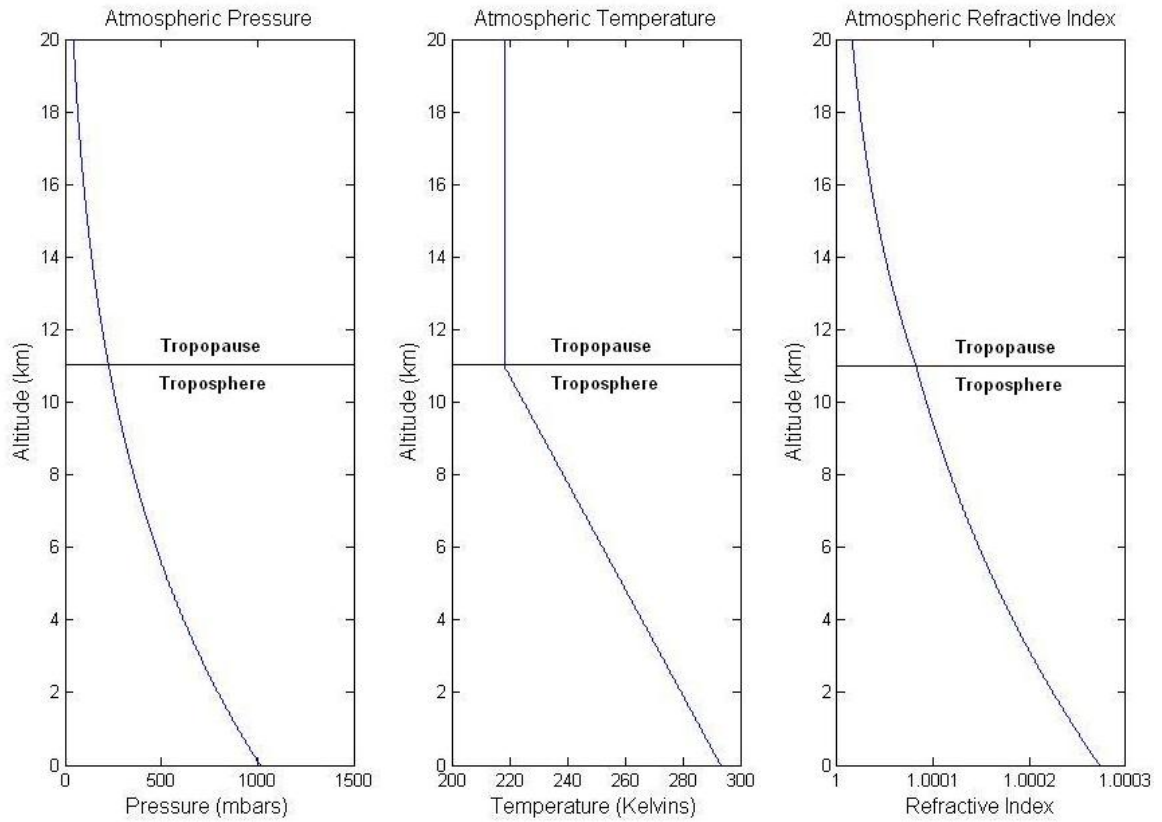 Atmospheric Pressure
20
18
16
14
12
10
8
6
4
2
0
Altitude (km)
Tropopause
Troposphere
0 500 1000 1500
Pressure (mbars)
Atmospheric Temperature
20
18
16
14
12
10
8
6
4
2
0
Altitude (km)
Tropopause
Troposphere
200 220 240 260 280 300
Temperature (Kelvins)
Atmospheric Refractive Index
20
18
16
14
12
10
8
6
4
2
0
Altitude (km)
Tropopause
Troposphere
1 1.0001 1.0002 1.0003
Refractive Index